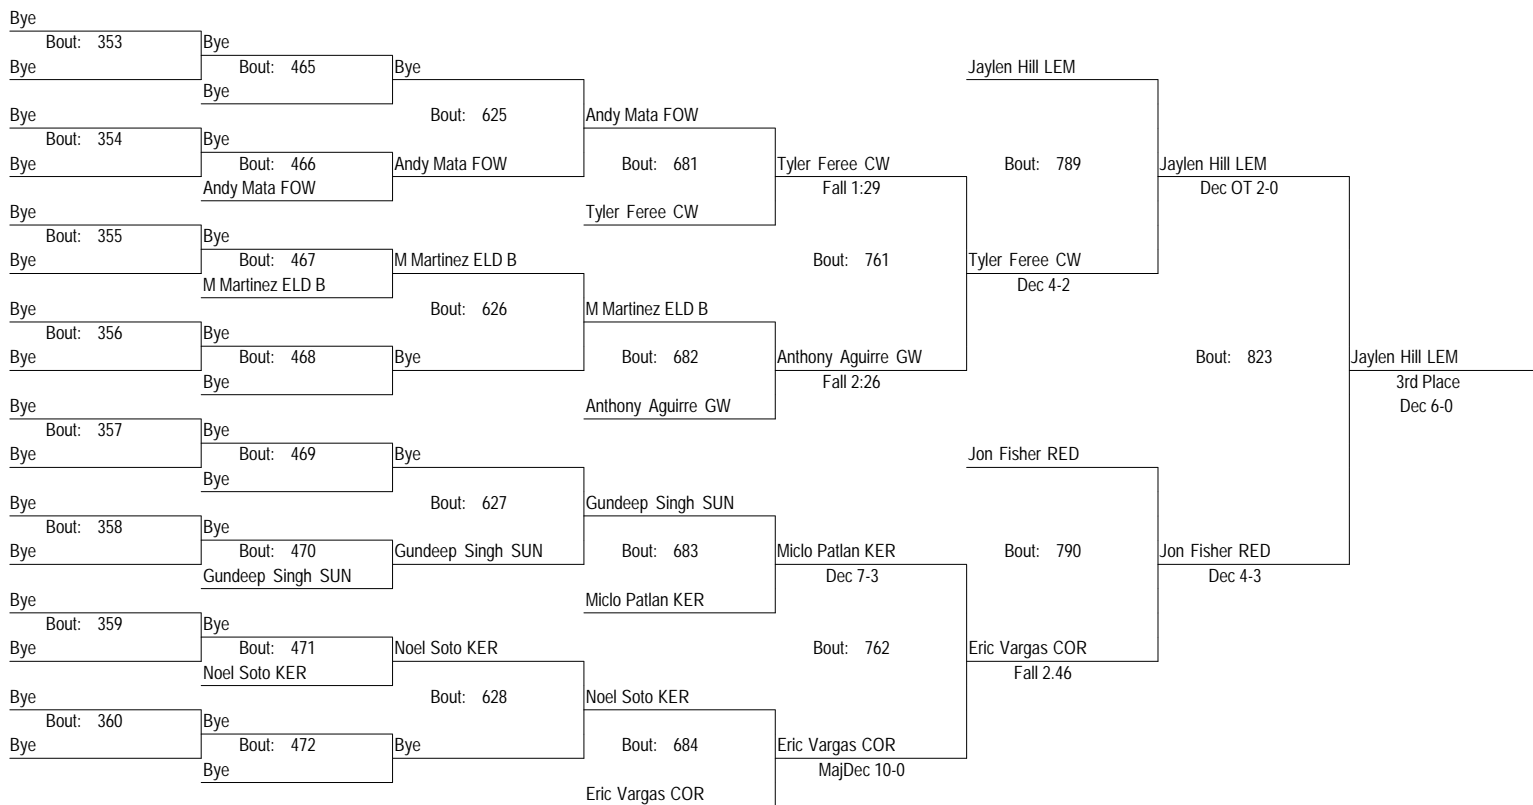 Bye
Bout: 353 Bye
Bye Bout: 465 Bye Jaylen Hill LEM
Bye
Bye Bout: 625 Andy Mata FOW
Bout: 354 Bye
Bye Bout: 466 Andy Mata FOW Bout: 681 Tyler Feree CW Bout: 789 Jaylen Hill LEM
Andy Mata FOW Fall 1:29 Dec OT 2-0
Bye Tyler Feree CW
Bout: 355 Bye
Bye Bout: 467 M Martinez ELD B Bout: 761 Tyler Feree CW
M Martinez ELD B Dec 4-2
Bye Bout: 626 M Martinez ELD B
Bout: 356 Bye
Bye Bout: 468 Bye Bout: 682 Anthony Aguirre GW Bout: 823 Jaylen Hill LEM
Bye Fall 2:26 3rd Place
Bye Anthony Aguirre GW Dec 6-0
Bout: 357 Bye
Bye Bout: 469 Bye Jon Fisher RED
Bye
Bye Bout: 627 Gundeep Singh SUN
Bout: 358 Bye
Bye Bout: 470 Gundeep Singh SUN Bout: 683 Miclo Patlan KER Bout: 790 Jon Fisher RED
Gundeep Singh SUN Dec 7-3 Dec 4-3
Bye Miclo Patlan KER
Bout: 359 Bye
Bye Bout: 471 Noel Soto KER Bout: 762 Eric Vargas COR
Noel Soto KER Fall 2.46
Bye Bout: 628 Noel Soto KER
Bout: 360 Bye
Bye Bout: 472 Bye Bout: 684 Eric Vargas COR
Bye MajDec 10-0
Eric Vargas COR